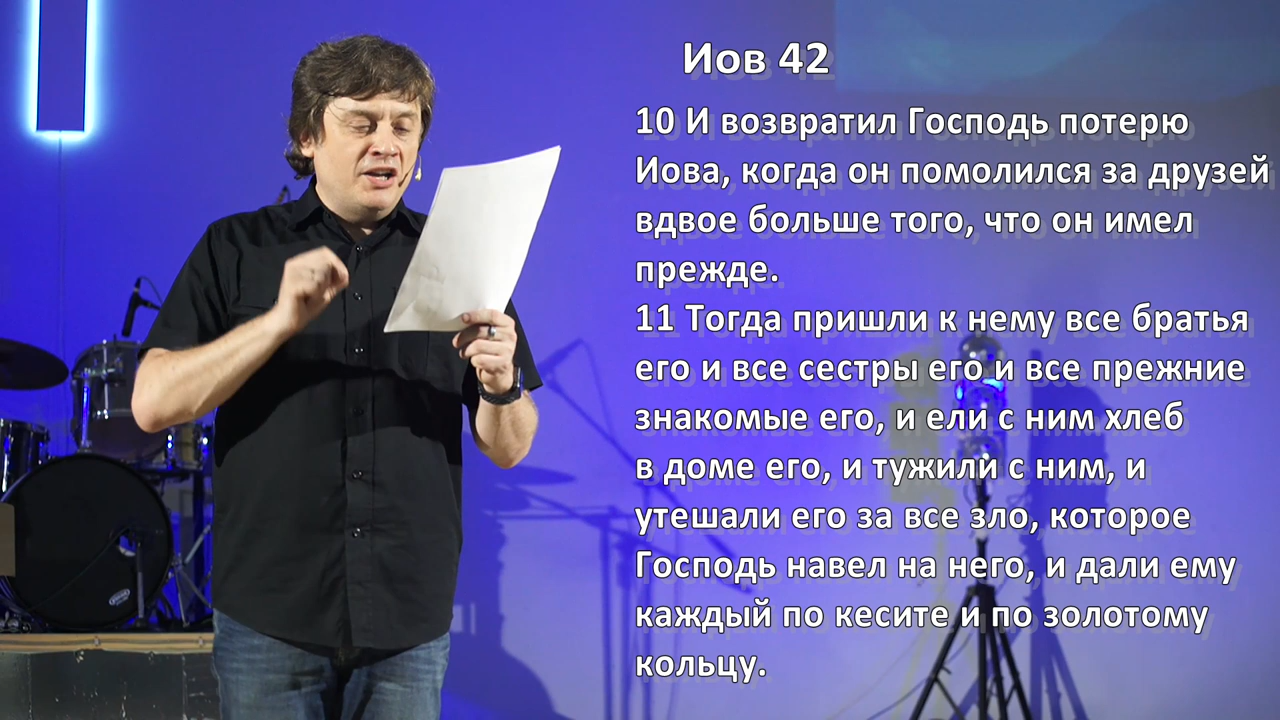 Иов 42
10 И возвратил Господь потерю
Иова, когда он помолился за друзей
вдвое больше того, что он имел
прежде.
11 Тогда пришли к нему все братья
его и все сестры его и все прежние
знакомые его, и ели с ним хлеб
в доме его, и тужили с ним, и
утешали его за все зло, которое
Господь навел на него, и дали ему
каждый по кесите и по золотому
кольцу.